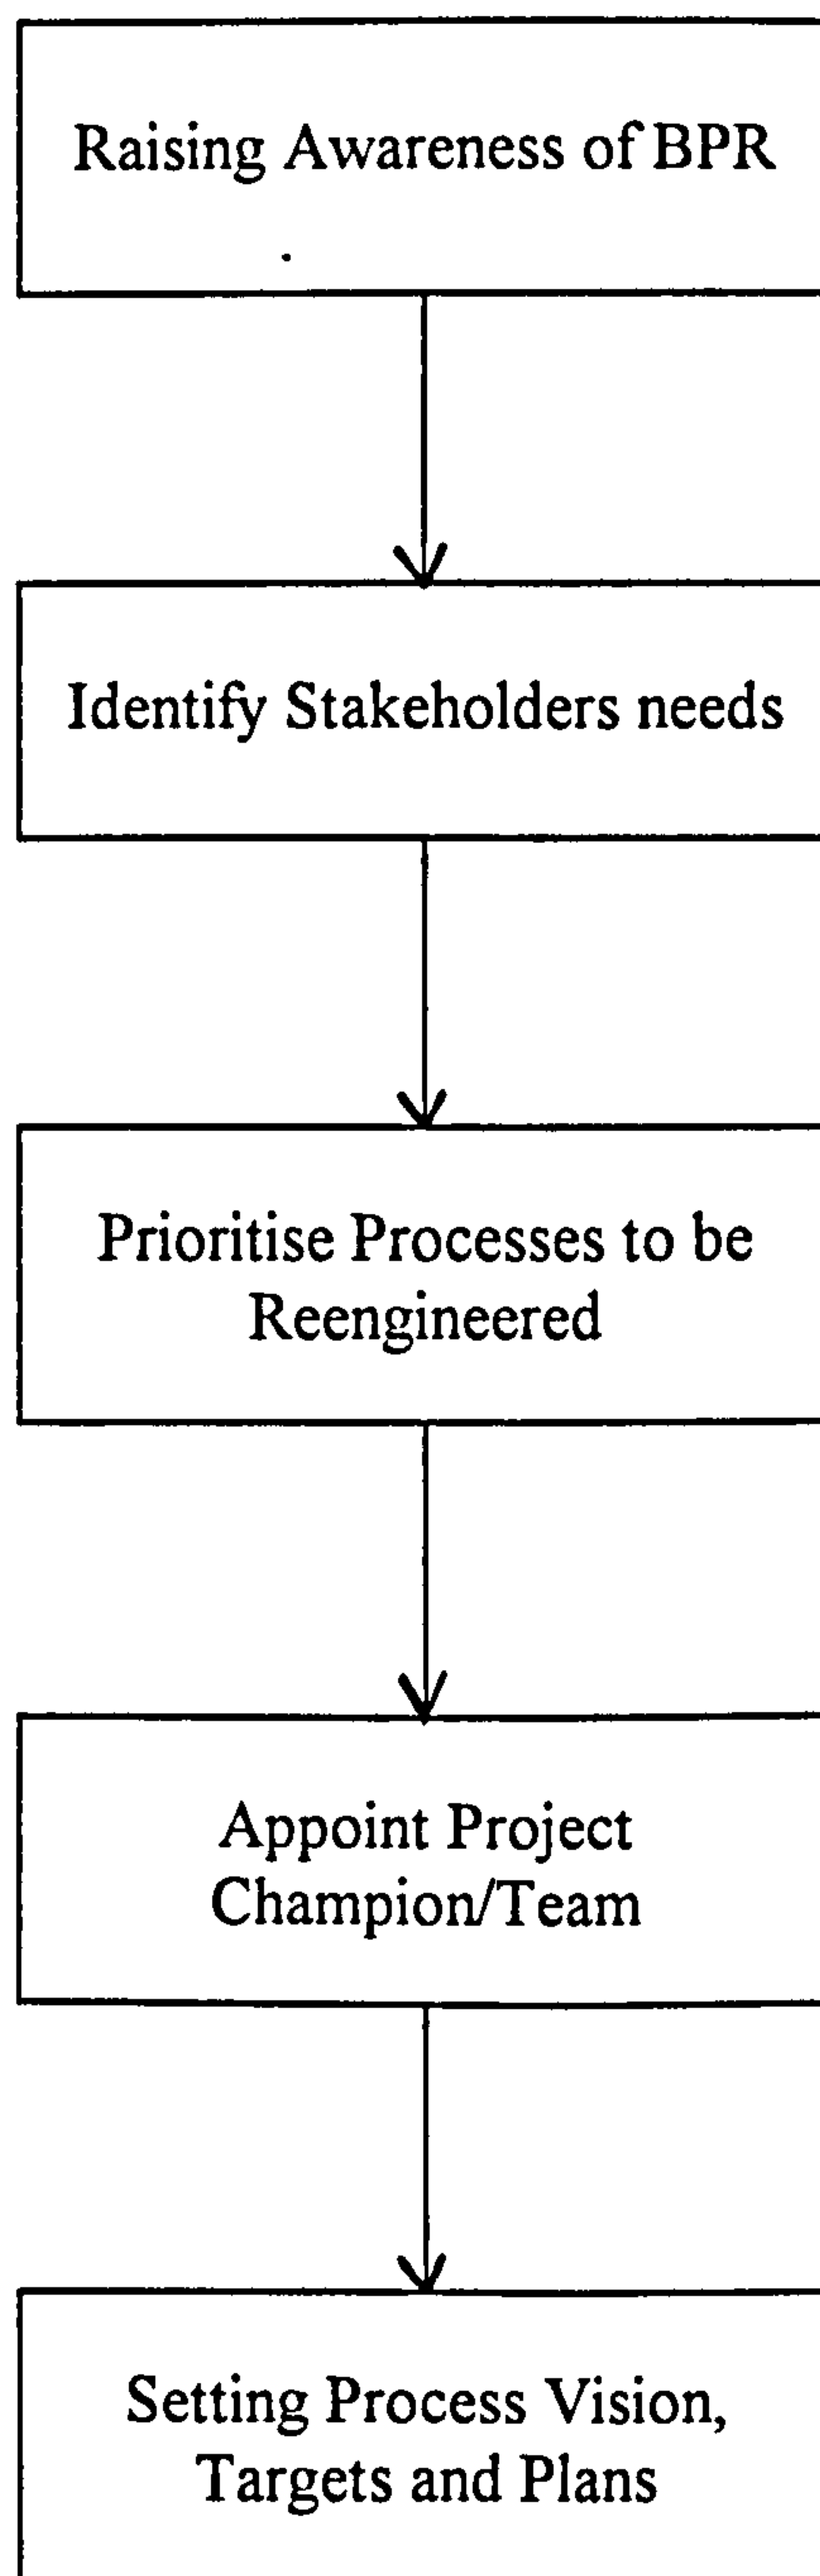 Raising Awareness of BPR
Identify Stakeholders needs
Prioritise Processes to be
Reengineered
Appoint Project
Champion/Team
Setting Process Vision,
Targets and Plans